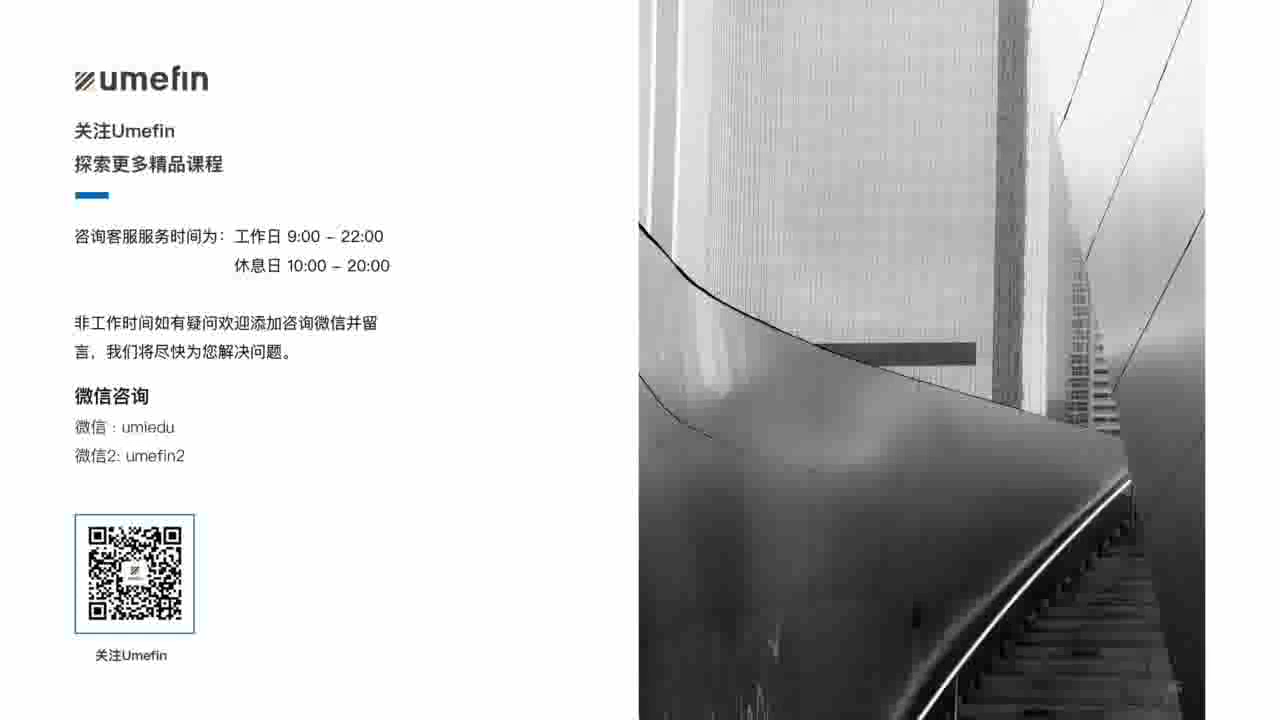 umefin
关注Umefin
探索更多精品课程
咨询客服服务时间为：工作日 9:00 – 22:00
休息日 10:00 – 20:00
非工作时间如有疑问欢迎添加咨询微信并留
言，我们将尽快为您解决问题。
微信咨询
微信 : umiedu
微信2: umefin2
关注Umefin